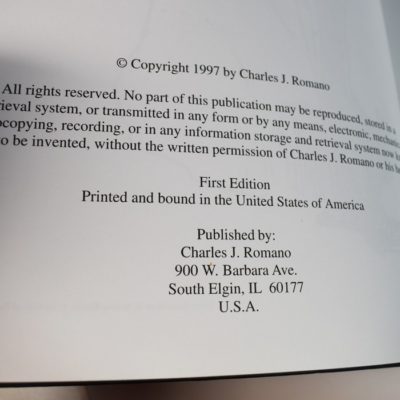 © Copyright 1997 by Charles J. Romano
All rights reserved. No part of this publication may be reproduced, stored in a
ieval system, or transmitted in any form or by any means, electronic, mechanic
ocopying, recording, or in any information storage and retrieval system now
o be invented, without the written permission of Charles J. Romano or his
First Edition
Printed and bound in the United States of America
Published by:
Charles J. Romano
900 W. Barbara Ave.
South Elgin, IL 60177
U.S.A.